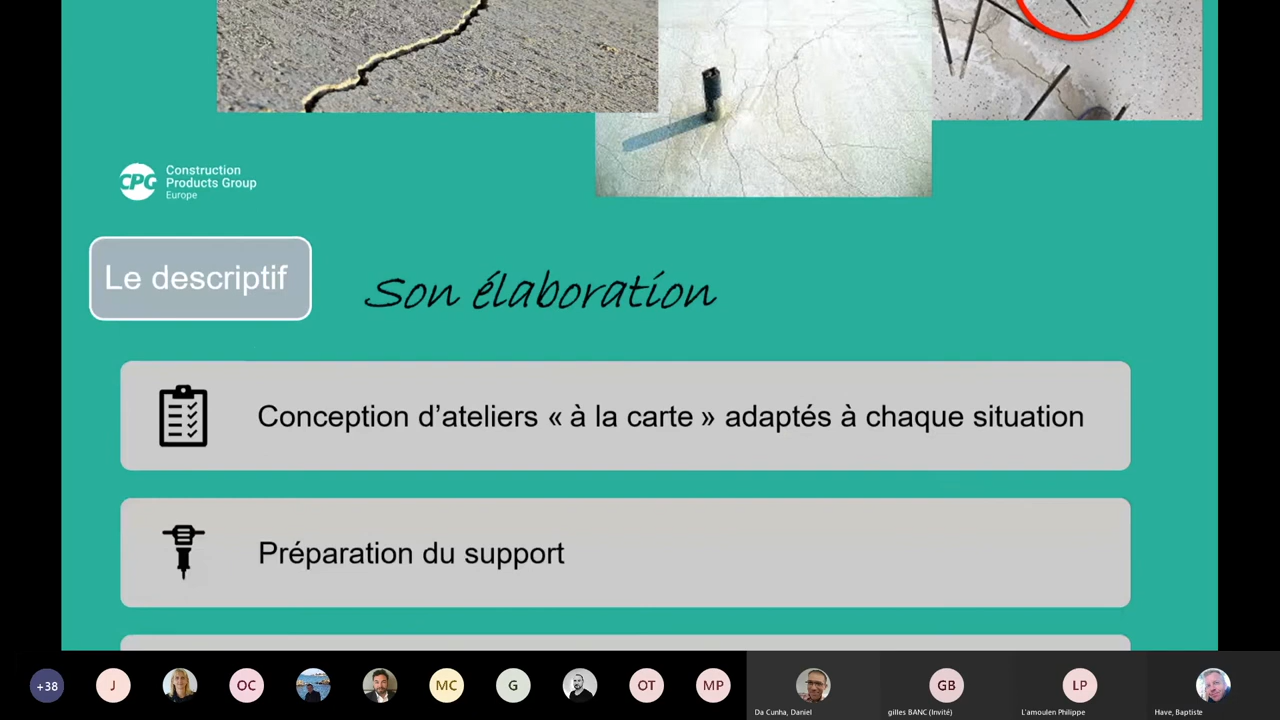 CPG
Construction
Products Group
Europe
Le descriptif
Son élaboration
Conception d'ateliers « à la carte » adaptés à chaque situation
Préparation du support
+38
J
OC
MC
G
OT
MP
GB
LP
Da Cunha, Daniel
gilles BANC (Invité)
L'amoulen Philippe
Have, Baptiste